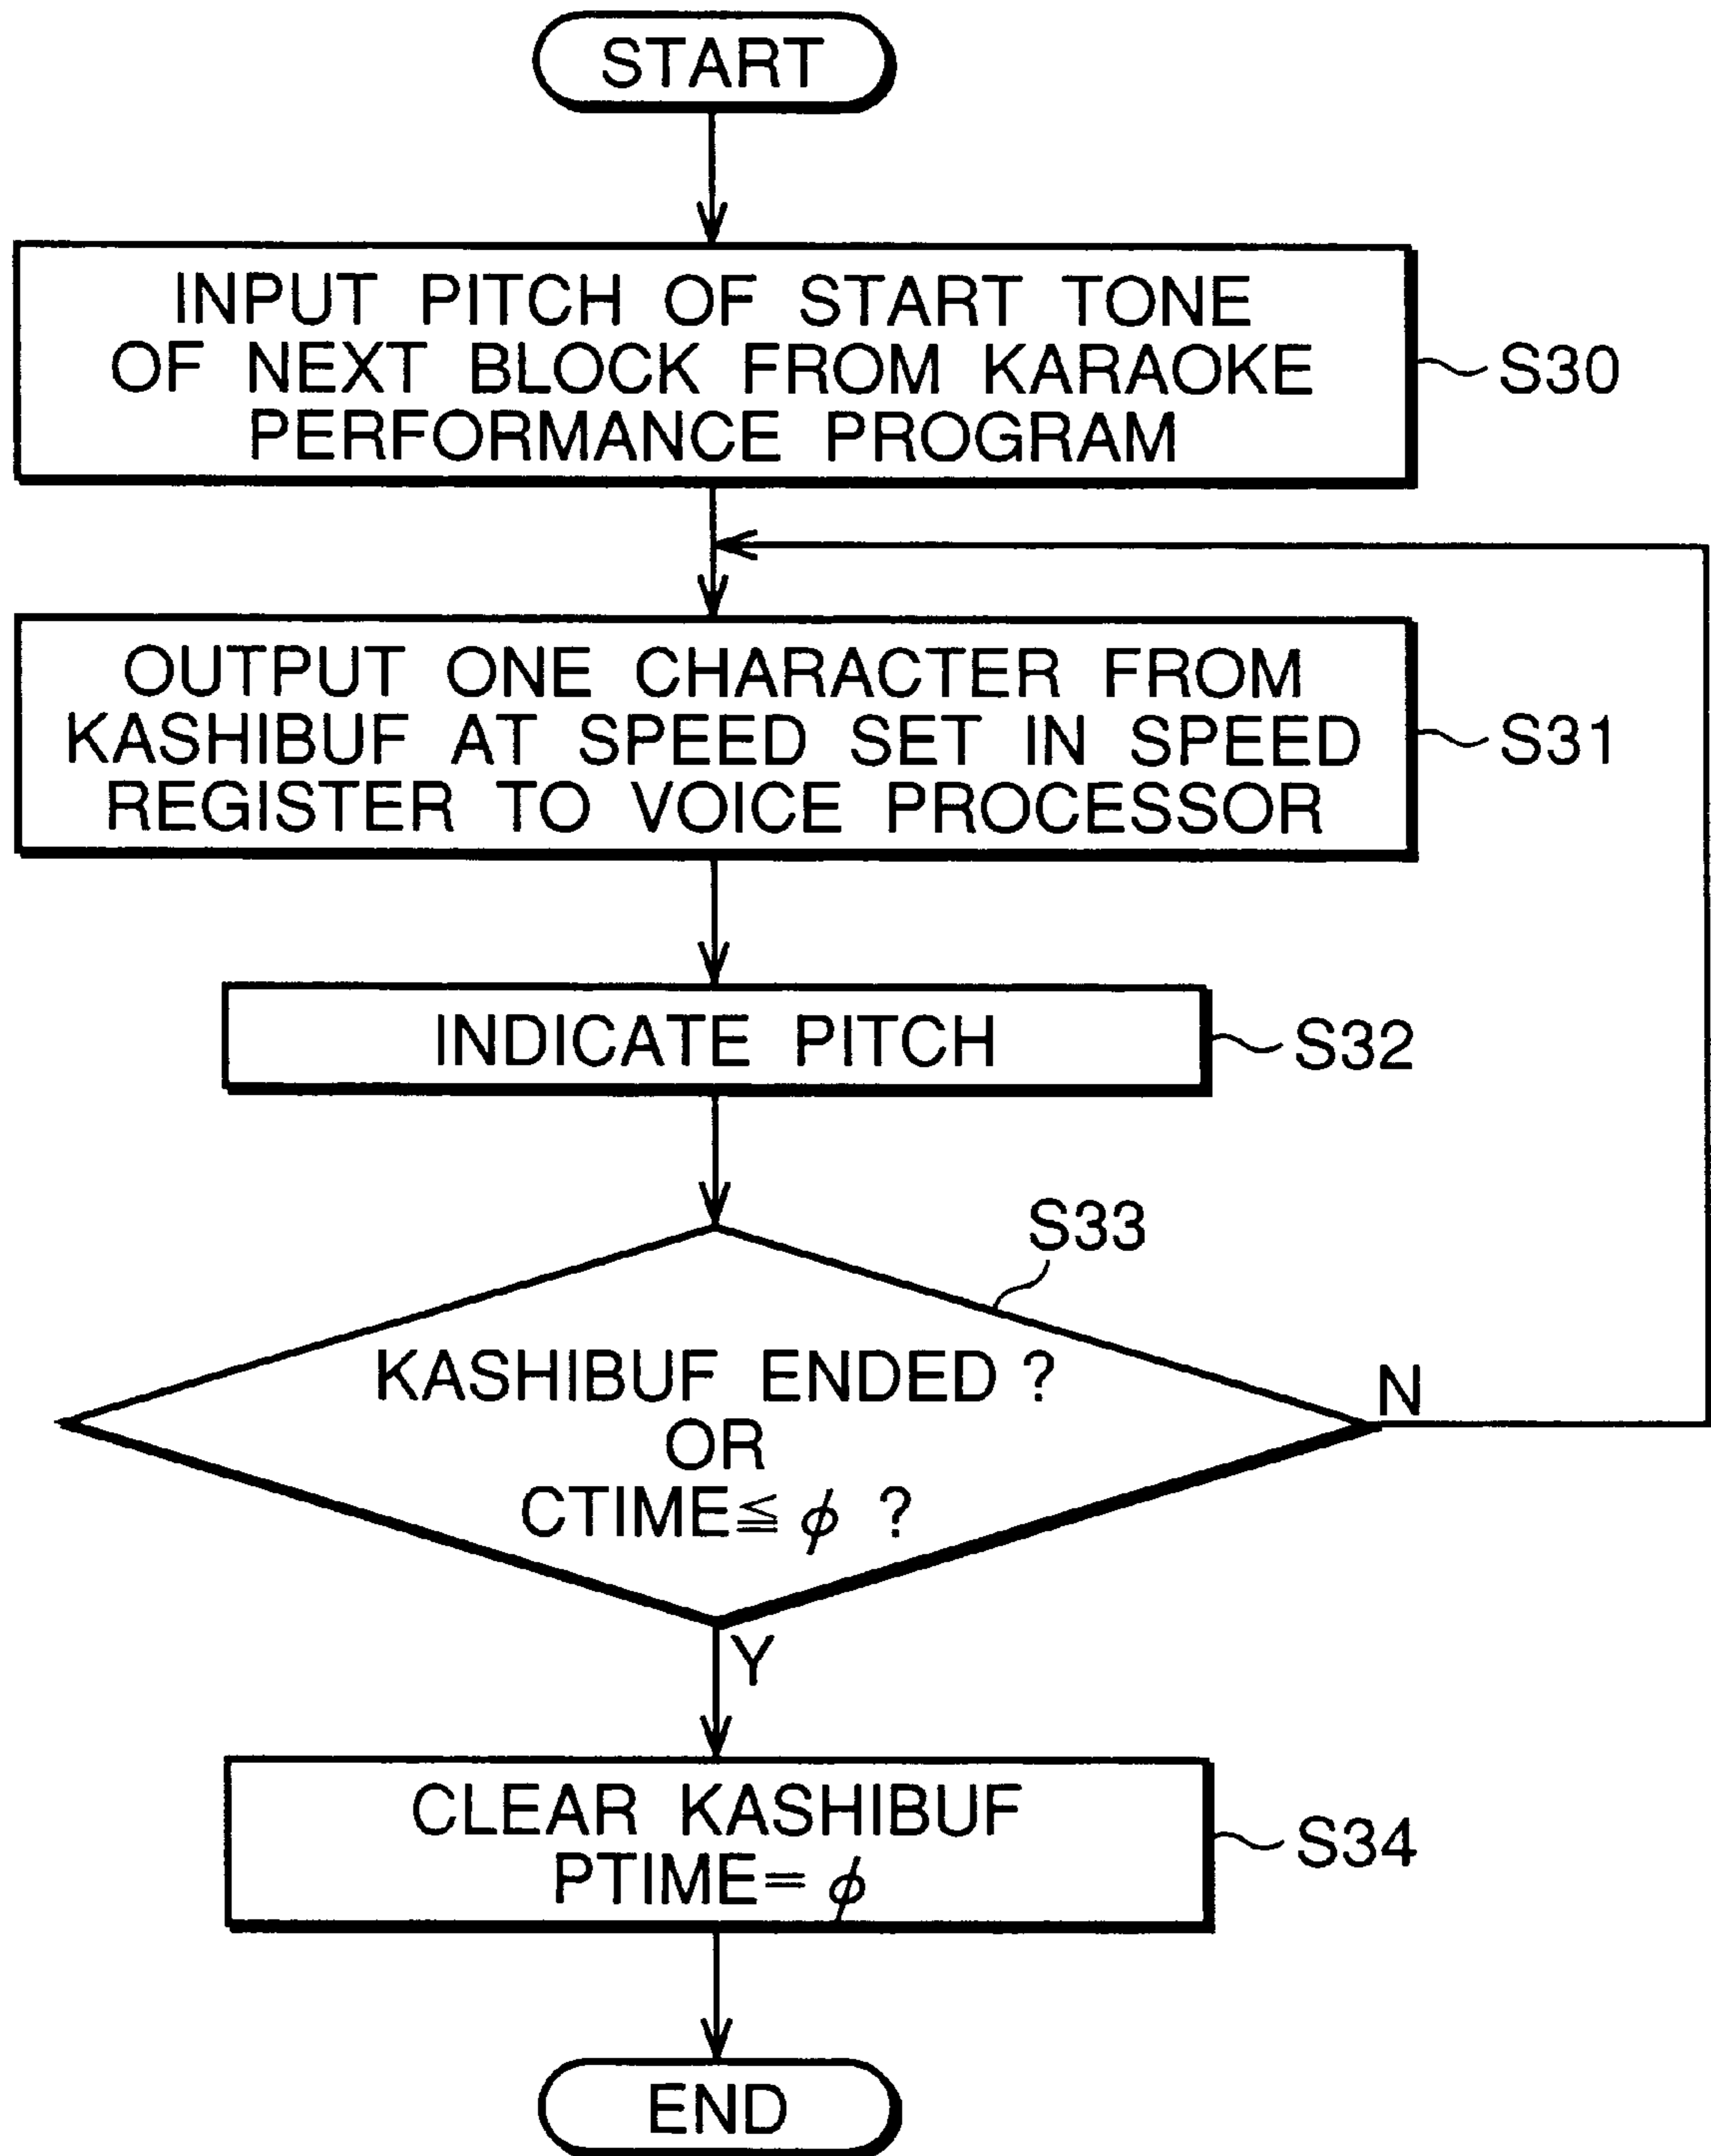 START
INPUT PITCH OF START TONE
OF NEXT BLOCK FROM KARAOKE
PERFORMANCE PROGRAM
S30
OUTPUT ONE CHARACTER FROM
KASHIBUF AT SPEED SET IN SPEED
REGISTER TO VOICE PROCESSOR
S31
INDICATE PITCH
S32
S33
KASHIBUF ENDED ?
OR
CTIME≦ φ ?
N
Y
CLEAR KASHIBUF
PTIME= φ
S34
END